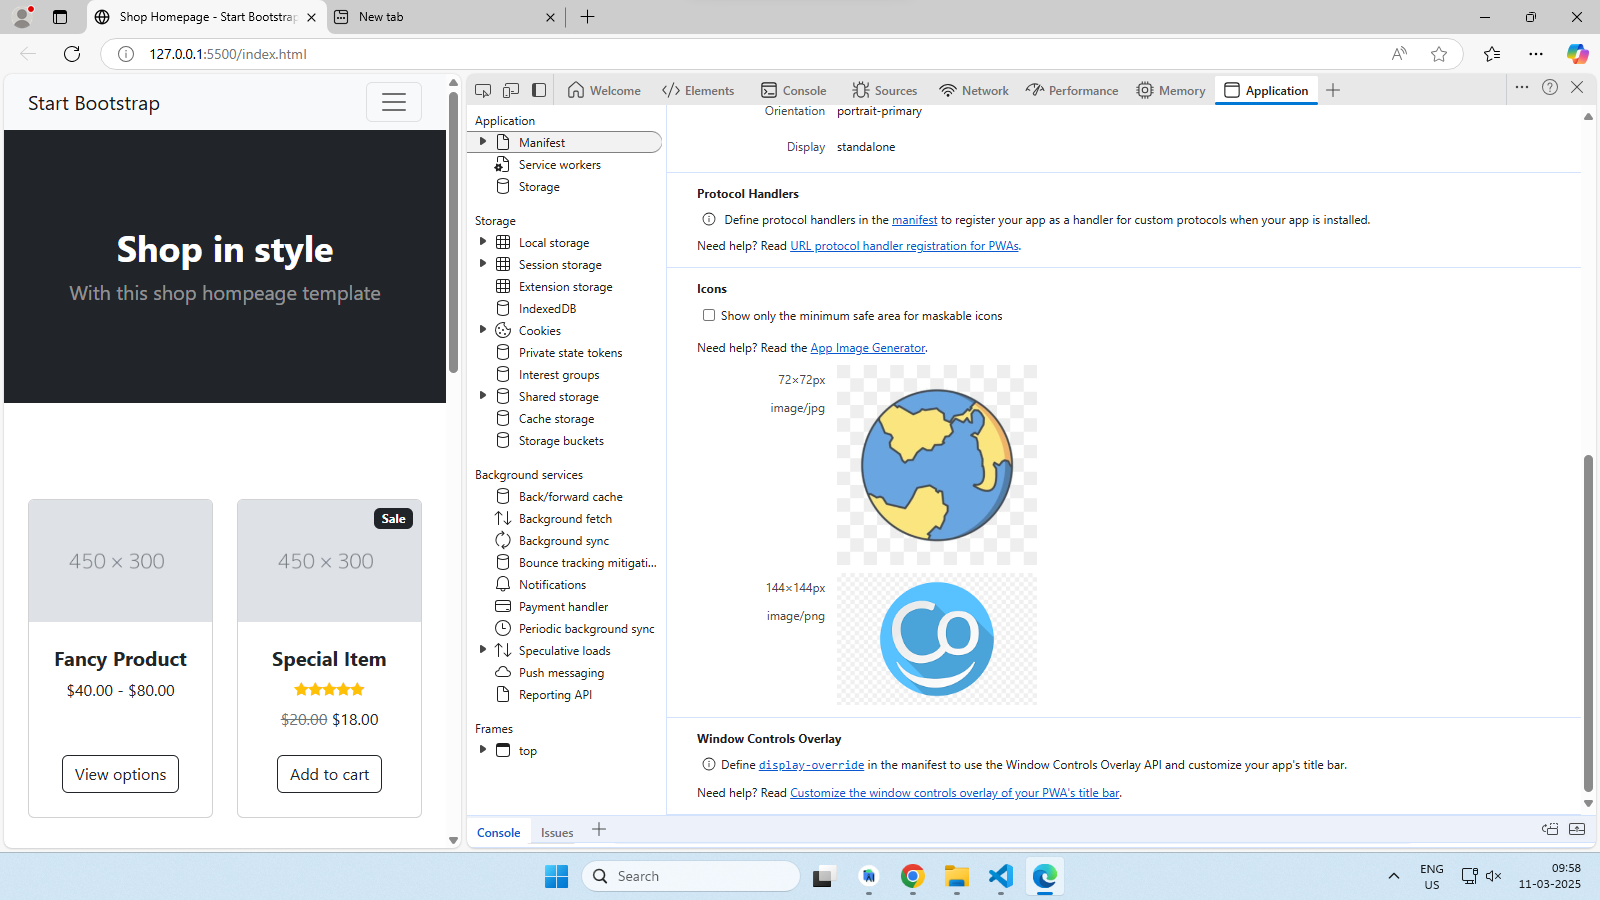 Shop Homepage - Start Bootstrap
New tab
127.0.0.1:5500/index.html
Start Bootstrap
Shop in style
With this shop hompeage template
450 × 300
Fancy Product
$40.00 - $80.00
View options
Sale
450 × 300
Special Item
$20.00 $18.00
Add to cart
Welcome
Elements
Console
Sources
Network
Performance
Memory
Application
Application
Manifest
Service workers
Storage
Storage
Local storage
Session storage
Extension storage
IndexedDB
Cookies
Private state tokens
Interest groups
Shared storage
Cache storage
Storage buckets
Background services
Back/forward cache
Background fetch
Background sync
Bounce tracking mitigati...
Notifications
Payment handler
Periodic background sync
Speculative loads
Push messaging
Reporting API
Frames
top
Orientation portrait-primary
Display standalone
Protocol Handlers
Define protocol handlers in the manifest to register your app as a handler for custom protocols when your app is installed.
Need help? Read URL protocol handler registration for PWAs.
Icons
Show only the minimum safe area for maskable icons
Need help? Read the App Image Generator.
72×72px
image/jpg
144×144px
image/png
Co
Window Controls Overlay
Define display-override in the manifest to use the Window Controls Overlay API and customize your app's title bar.
Need help? Read Customize the window controls overlay of your PWA's title bar.
Console
Issues
Search
ENG
US
09:58
11-03-2025